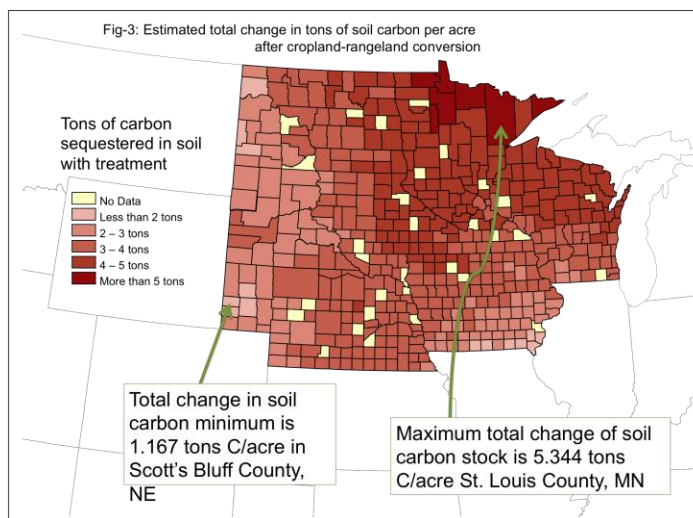 Fig-3: Estimated total change in tons of soil carbon per acre
after cropland-rangeland conversion
Tons of carbon
sequestered in soil
with treatment
No Data
Less than 2 tons
2 – 3 tons
3 – 4 tons
4 – 5 tons
More than 5 tons
Total change in soil
carbon minimum is
1.167 tons C/acre in
Scott's Bluff County,
NE
Maximum total change of soil
carbon stock is 5.344 tons
C/acre St. Louis County, MN